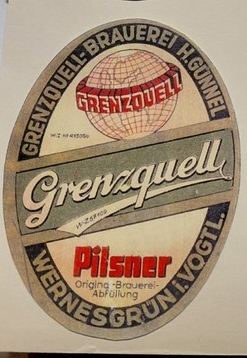 GRENZQUELL-BRAUEREI H.GÜNNEL
GRENZQUELL
Grenzquell
Pilsner
Original-Brauerei-
Abfüllung
WERNESGRÜN i. VOGTL.